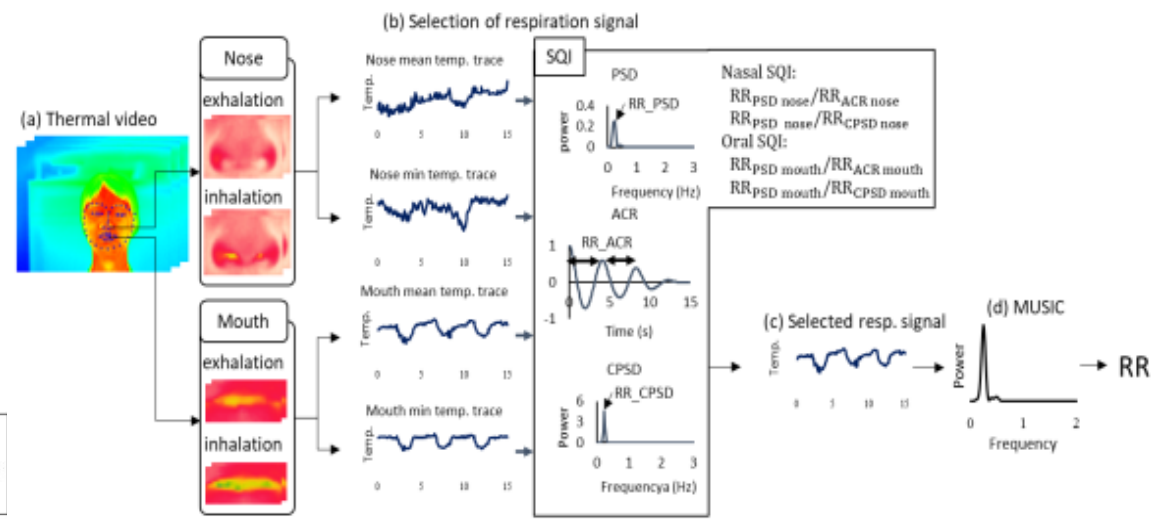 (b) Selection of respiration signal
(a) Thermal video
Nose
exhalation
inhalation
Mouth
exhalation
inhalation
Nose mean temp. trace
Temp.
0 5 10 15
Nose min temp. trace
Temp.
0 5 10 15
Mouth mean temp. trace
Temp.
0 5 10 15
Mouth min temp. trace
Temp.
0 5 10 15
SQI
PSD
RR_PSD
power
0.4
0.2
0
0 1 2 3
Frequency (Hz)
ACR
RR_ACR
1
0
-1
0 5 10 15
Time (s)
CPSD
RR_CPSD
Power
6
3
0
0 1 2 3
Frequencya (Hz)
Nasal SQI:
RR_PSD nose/RR_ACR nose
RR_PSD nose/RR_CPSD nose
Oral SQI:
RR_PSD mouth/RR_ACR mouth
RR_PSD mouth/RR_CPSD mouth
(c) Selected resp. signal
Temp.
0 5 10 15
(d) MUSIC
Power
0 1 2
Frequency
RR